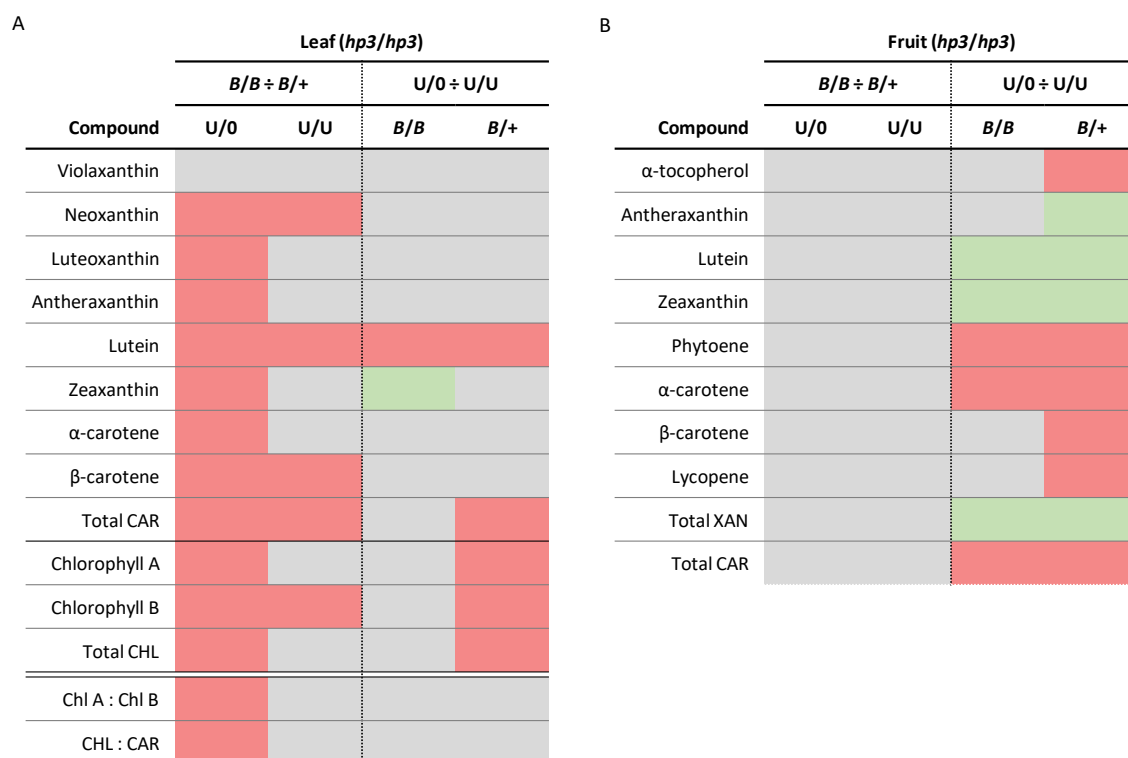 A
Leaf (hp3/hp3)
B/B ÷ B/+ U/0 ÷ U/U
Compound U/0 U/U B/B B/+
Violaxanthin
Neoxanthin
Luteoxanthin
Antheraxanthin
Lutein
Zeaxanthin
α-carotene
β-carotene
Total CAR
Chlorophyll A
Chlorophyll B
Total CHL
Chl A : Chl B
CHL : CAR
B
Fruit (hp3/hp3)
B/B ÷ B/+ U/0 ÷ U/U
Compound U/0 U/U B/B B/+
α-tocopherol
Antheraxanthin
Lutein
Zeaxanthin
Phytoene
α-carotene
β-carotene
Lycopene
Total XAN
Total CAR